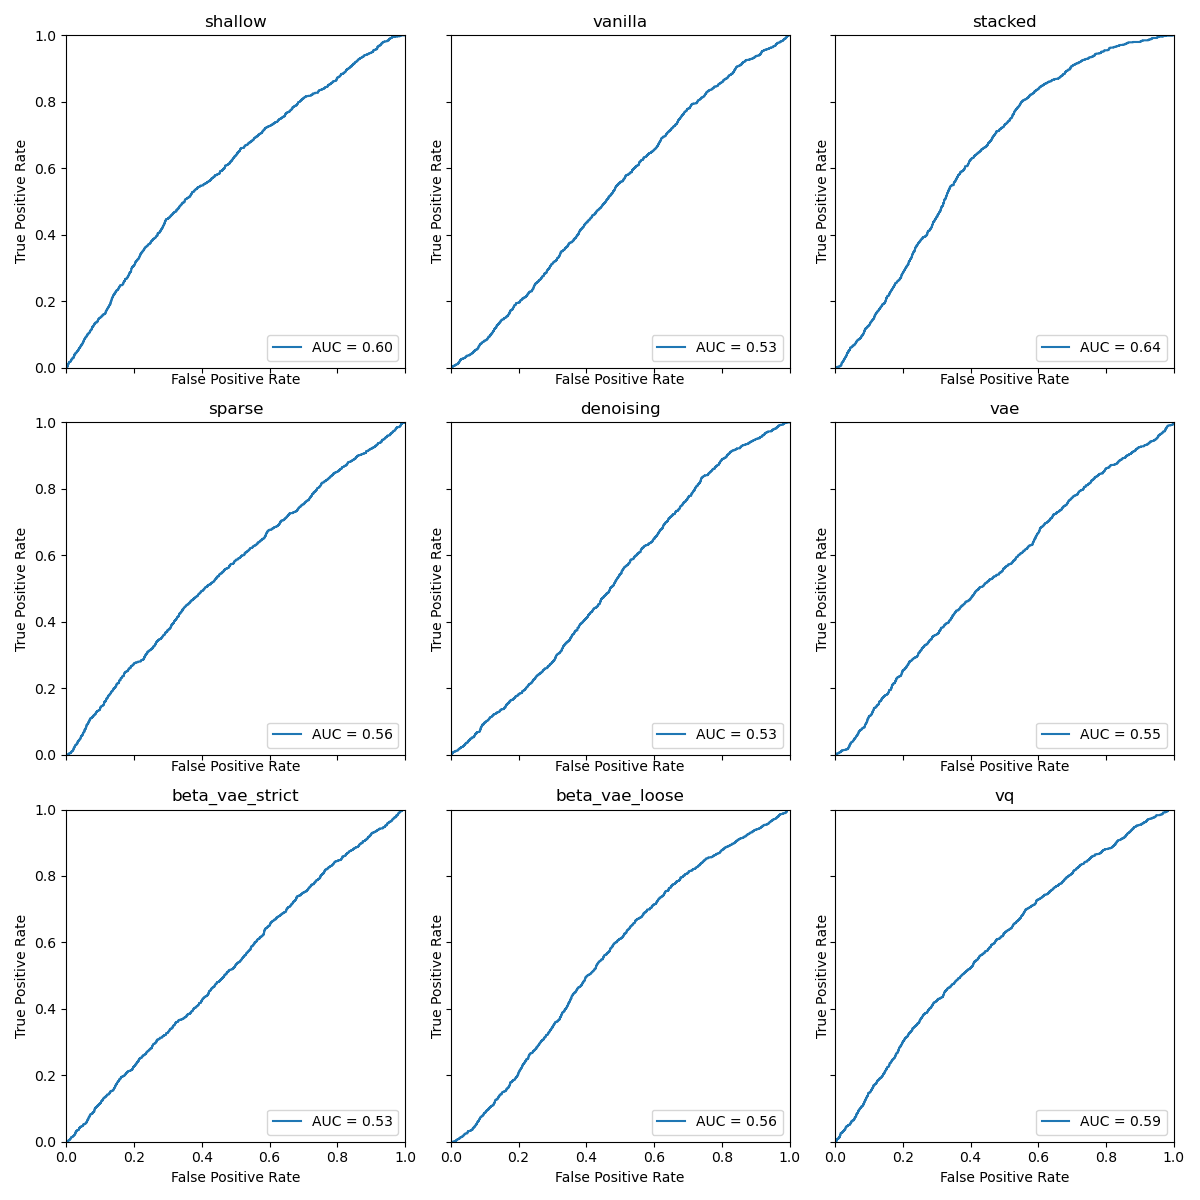 shallow
vanilla
stacked
1.0
0.8
0.6
0.4
0.2
0.0
True Positive Rate
True Positive Rate
True Positive Rate
AUC = 0.60
AUC = 0.53
AUC = 0.64
False Positive Rate
False Positive Rate
False Positive Rate
sparse
denoising
vae
1.0
0.8
0.6
0.4
0.2
0.0
True Positive Rate
True Positive Rate
True Positive Rate
AUC = 0.56
AUC = 0.53
AUC = 0.55
False Positive Rate
False Positive Rate
False Positive Rate
beta_vae_strict
beta_vae_loose
vq
1.0
0.8
0.6
0.4
0.2
0.0
True Positive Rate
True Positive Rate
True Positive Rate
AUC = 0.53
AUC = 0.56
AUC = 0.59
0.0 0.2 0.4 0.6 0.8 1.0
0.0 0.2 0.4 0.6 0.8 1.0
0.0 0.2 0.4 0.6 0.8 1.0
False Positive Rate
False Positive Rate
False Positive Rate